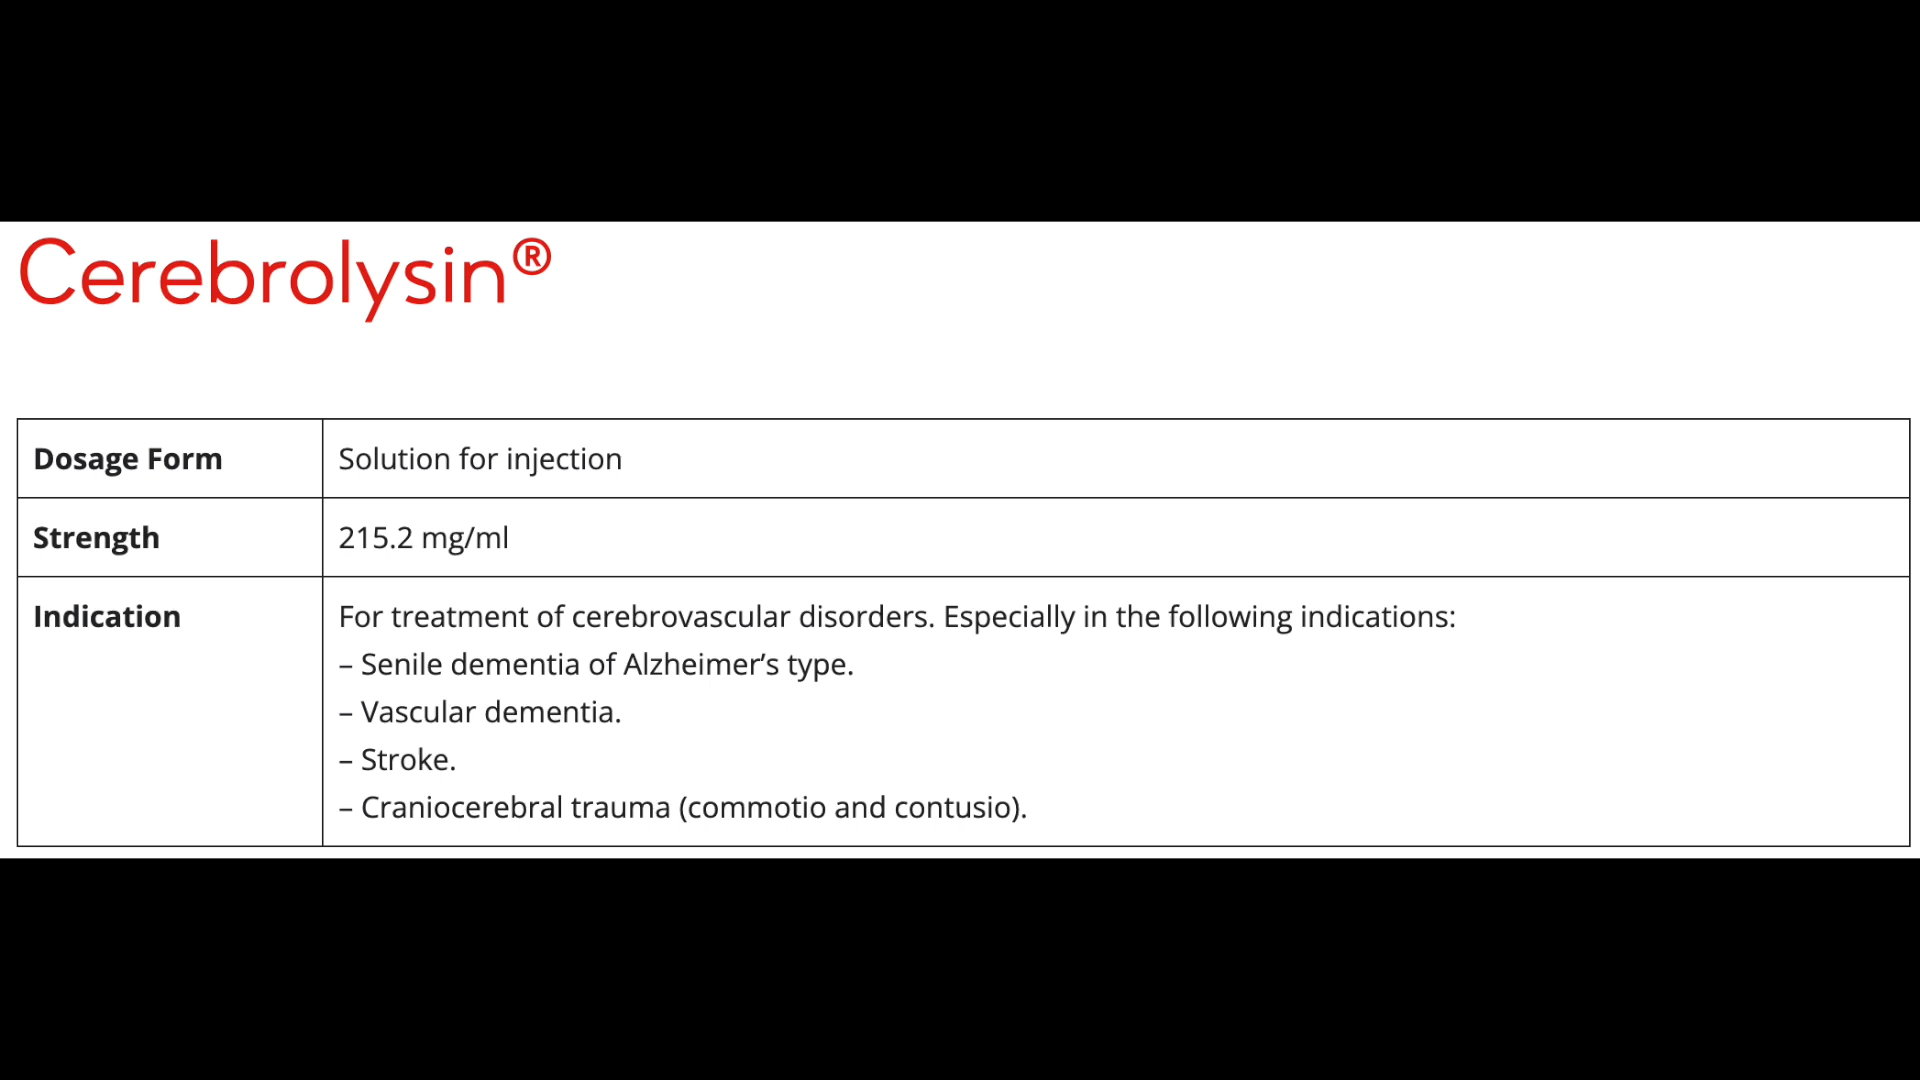 Cerebrolysin®
Dosage Form
Solution for injection
Strength
215.2 mg/ml
Indication
For treatment of cerebrovascular disorders. Especially in the following indications:
– Senile dementia of Alzheimer’s type.
– Vascular dementia.
– Stroke.
– Craniocerebral trauma (commotio and contusio).